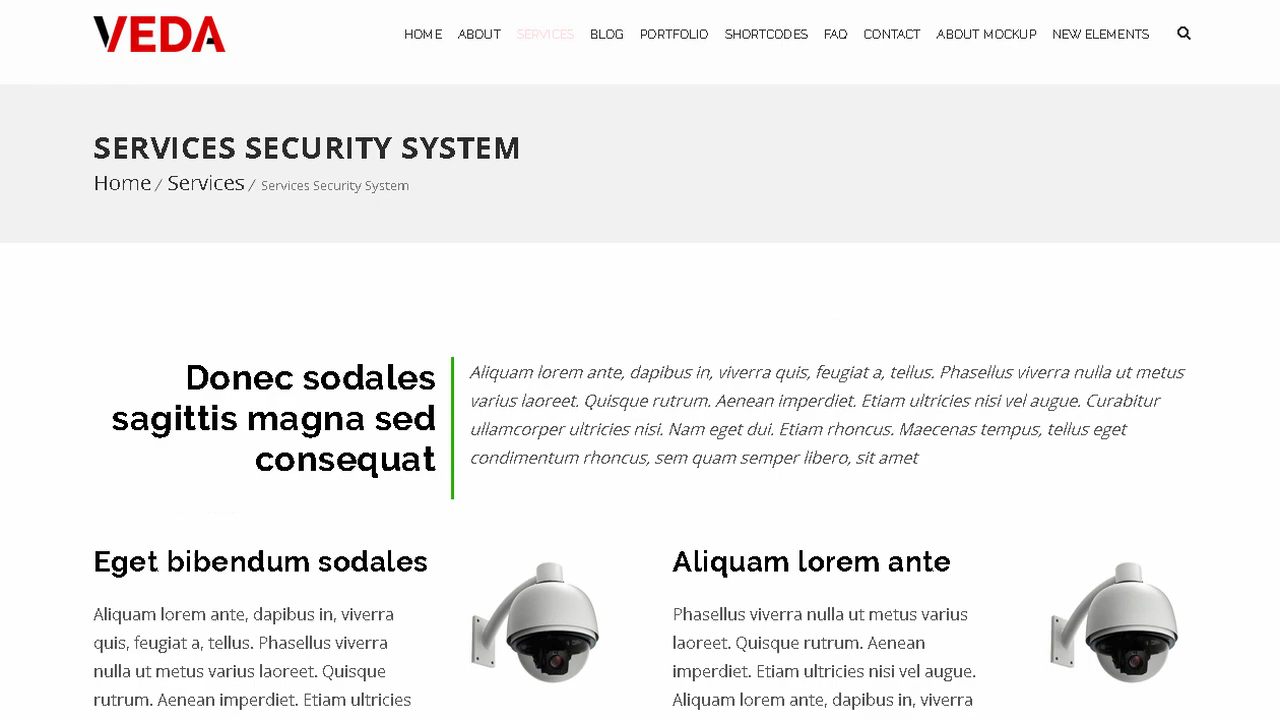 VEDA
HOME ABOUT SERVICES BLOG PORTFOLIO SHORTCODES FAQ CONTACT ABOUT MOCKUP NEW ELEMENTS
SERVICES SECURITY SYSTEM
Home / Services / Services Security System
Donec sodales
sagittis magna sed
consequat
Aliquam lorem ante, dapibus in, viverra quis, feugiat a, tellus. Phasellus viverra nulla ut metus
varius laoreet. Quisque rutrum. Aenean imperdiet. Etiam ultricies nisi vel augue. Curabitur
ullamcorper ultricies nisi. Nam eget dui. Etiam rhoncus. Maecenas tempus, tellus eget
condimentum rhoncus, sem quam semper libero, sit amet
Eget bibendum sodales
Aliquam lorem ante, dapibus in, viverra
quis, feugiat a, tellus. Phasellus viverra
nulla ut metus varius laoreet. Quisque
rutrum. Aenean imperdiet. Etiam ultricies
Aliquam lorem ante
Phasellus viverra nulla ut metus varius
laoreet. Quisque rutrum. Aenean
imperdiet. Etiam ultricies nisi vel augue.
Aliquam lorem ante, dapibus in, viverra